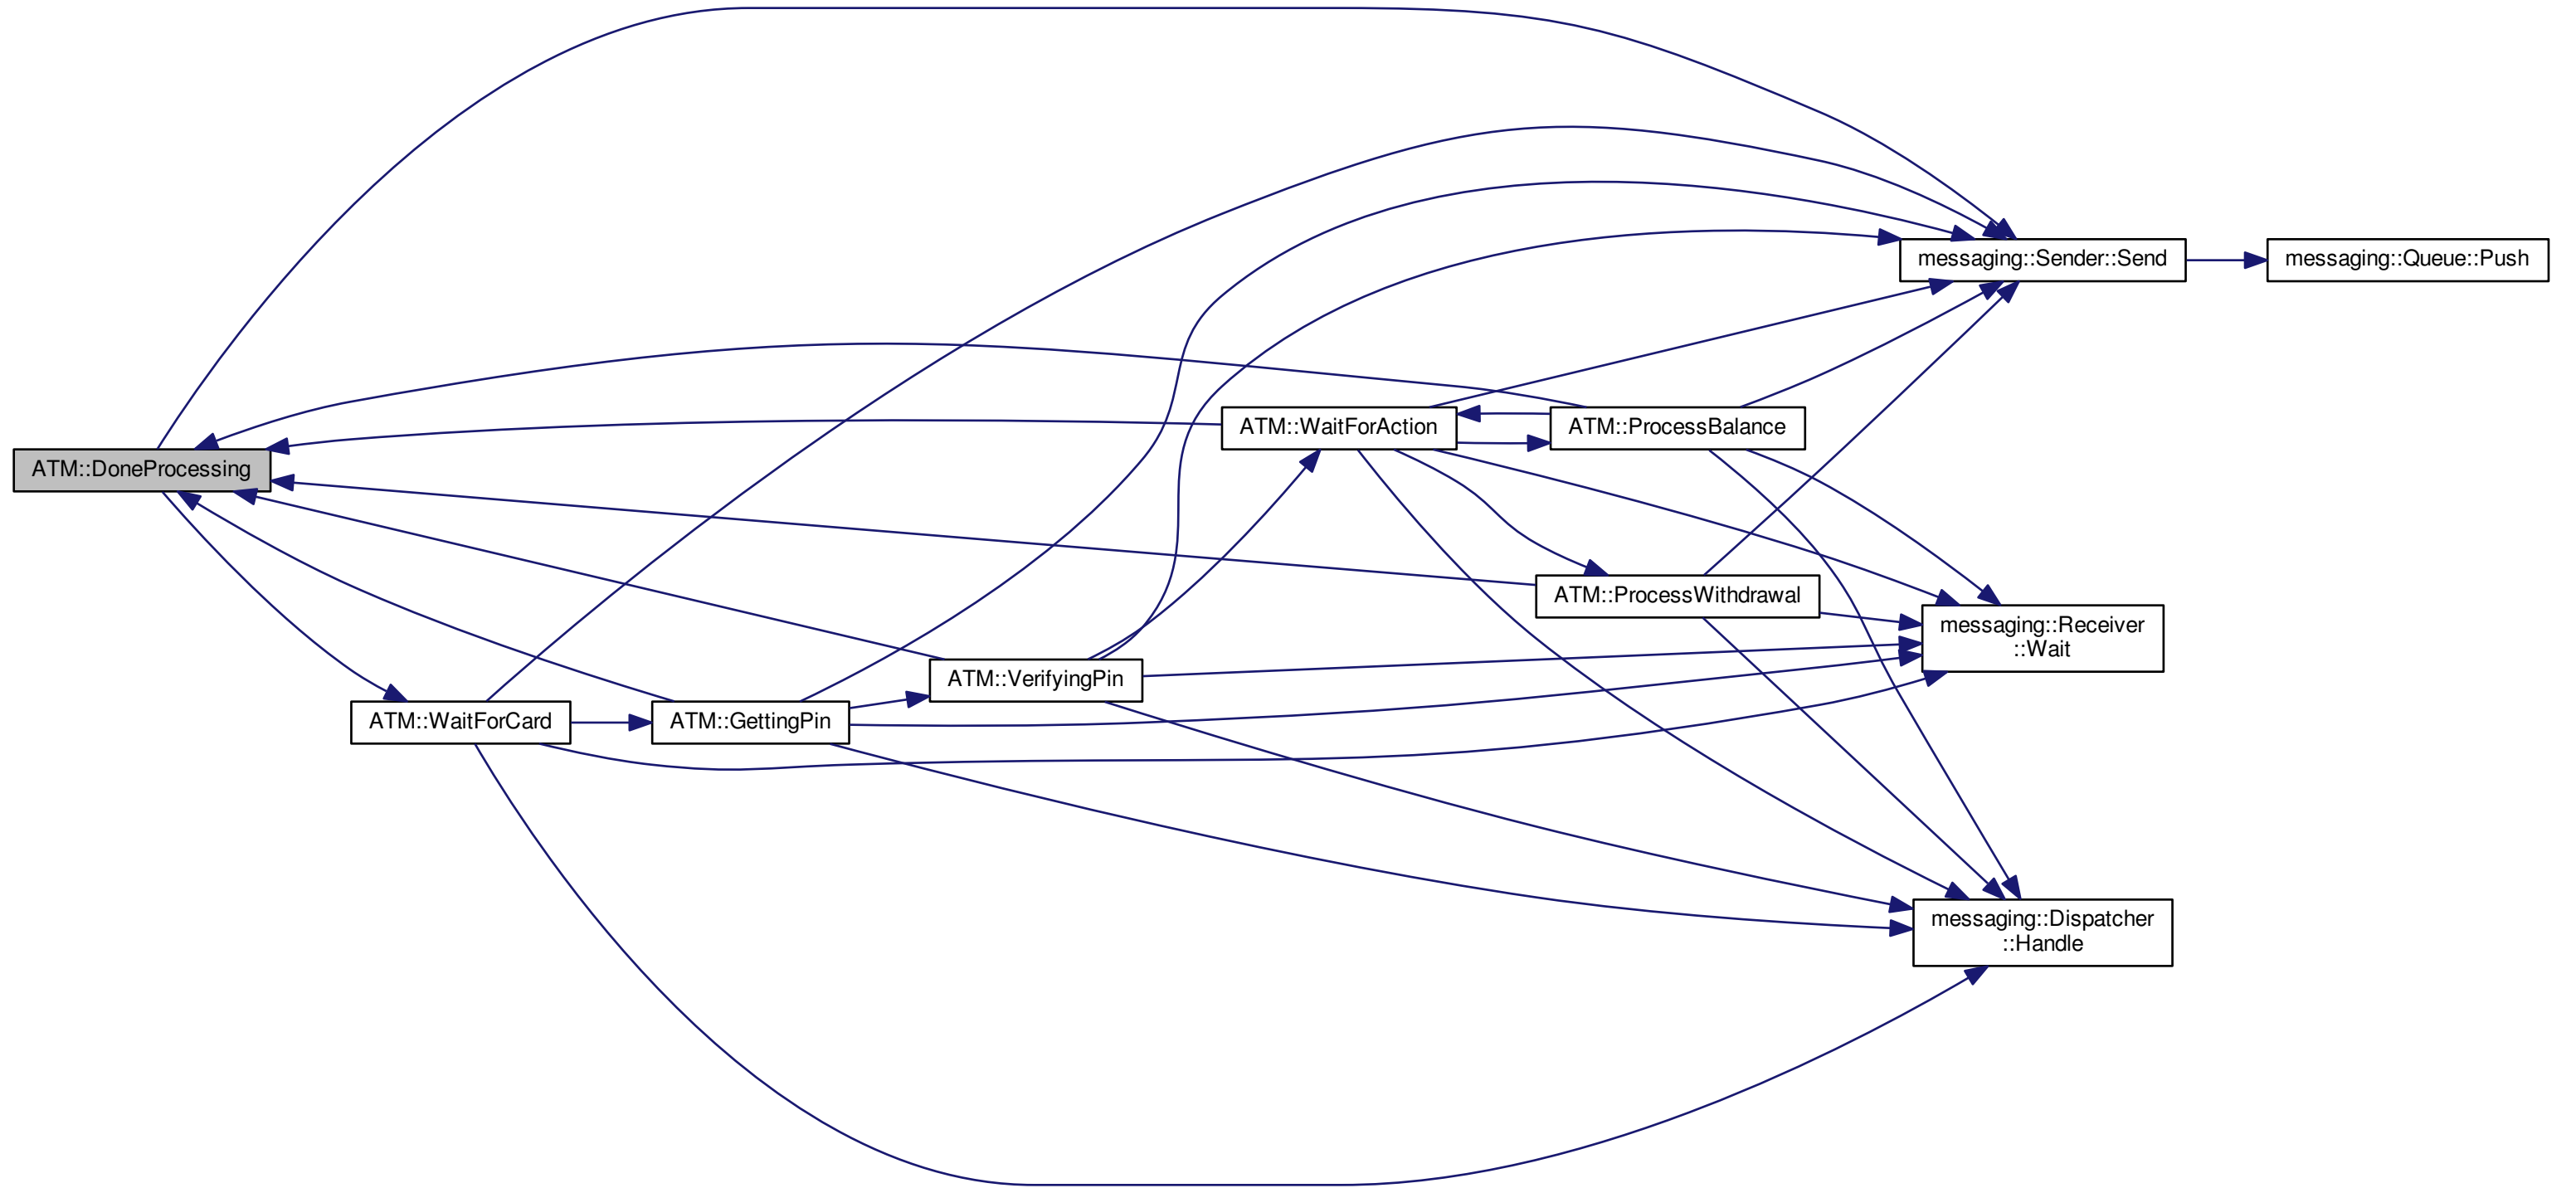 messaging::Sender::Send
messaging::Queue::Push
ATM::WaitForAction
ATM::ProcessBalance
ATM::DoneProcessing
ATM::ProcessWithdrawal
messaging::Receiver
::Wait
ATM::VerifyingPin
ATM::WaitForCard
ATM::GettingPin
messaging::Dispatcher
::Handle